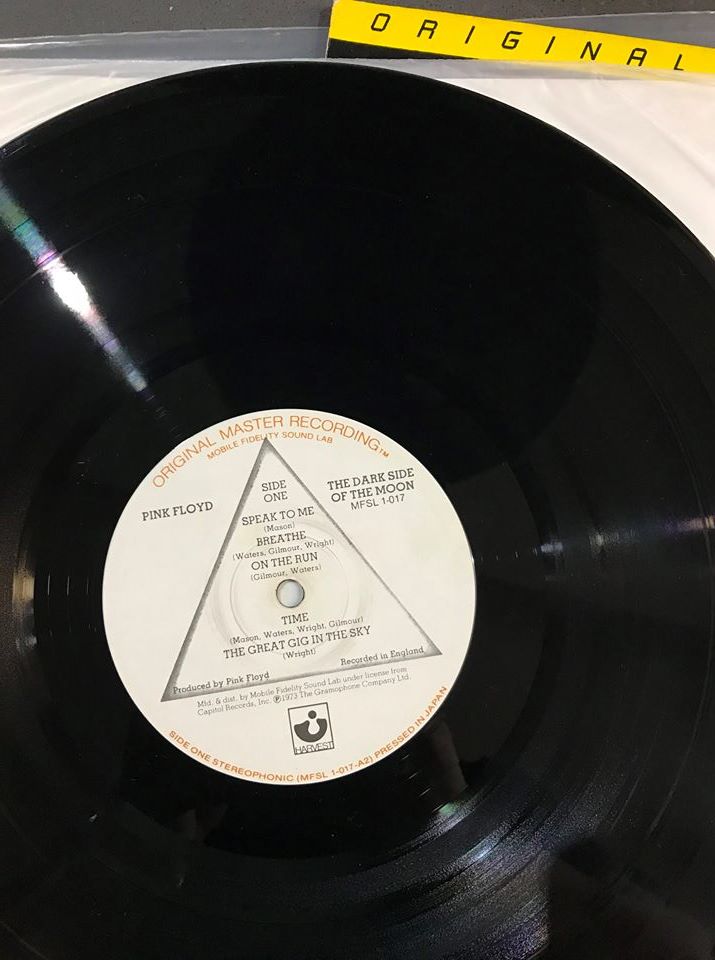 ORIGINAL
ORIGINAL MASTER RECORDING™
MOBILE FIDELITY SOUND LAB
SIDE
ONE
PINK FLOYD
THE DARK SIDE
OF THE MOON
MFSL 1-017
SPEAK TO ME
(Mason)
BREATHE
(Waters, Gilmour, Wright)
ON THE RUN
(Gilmour, Waters)
TIME
(Mason, Waters, Wright, Gilmour)
THE GREAT GIG IN THE SKY
(Wright)
Produced by Pink Floyd
Recorded in England
Mfd. & dist. by Mobile Fidelity Sound Lab under license from
Capitol Records, Inc. ℗1973 The Gramophone Company Ltd.
HARVEST
SIDE ONE STEREOPHONIC (MFSL 1-017-A2) PRESSED IN JAPAN